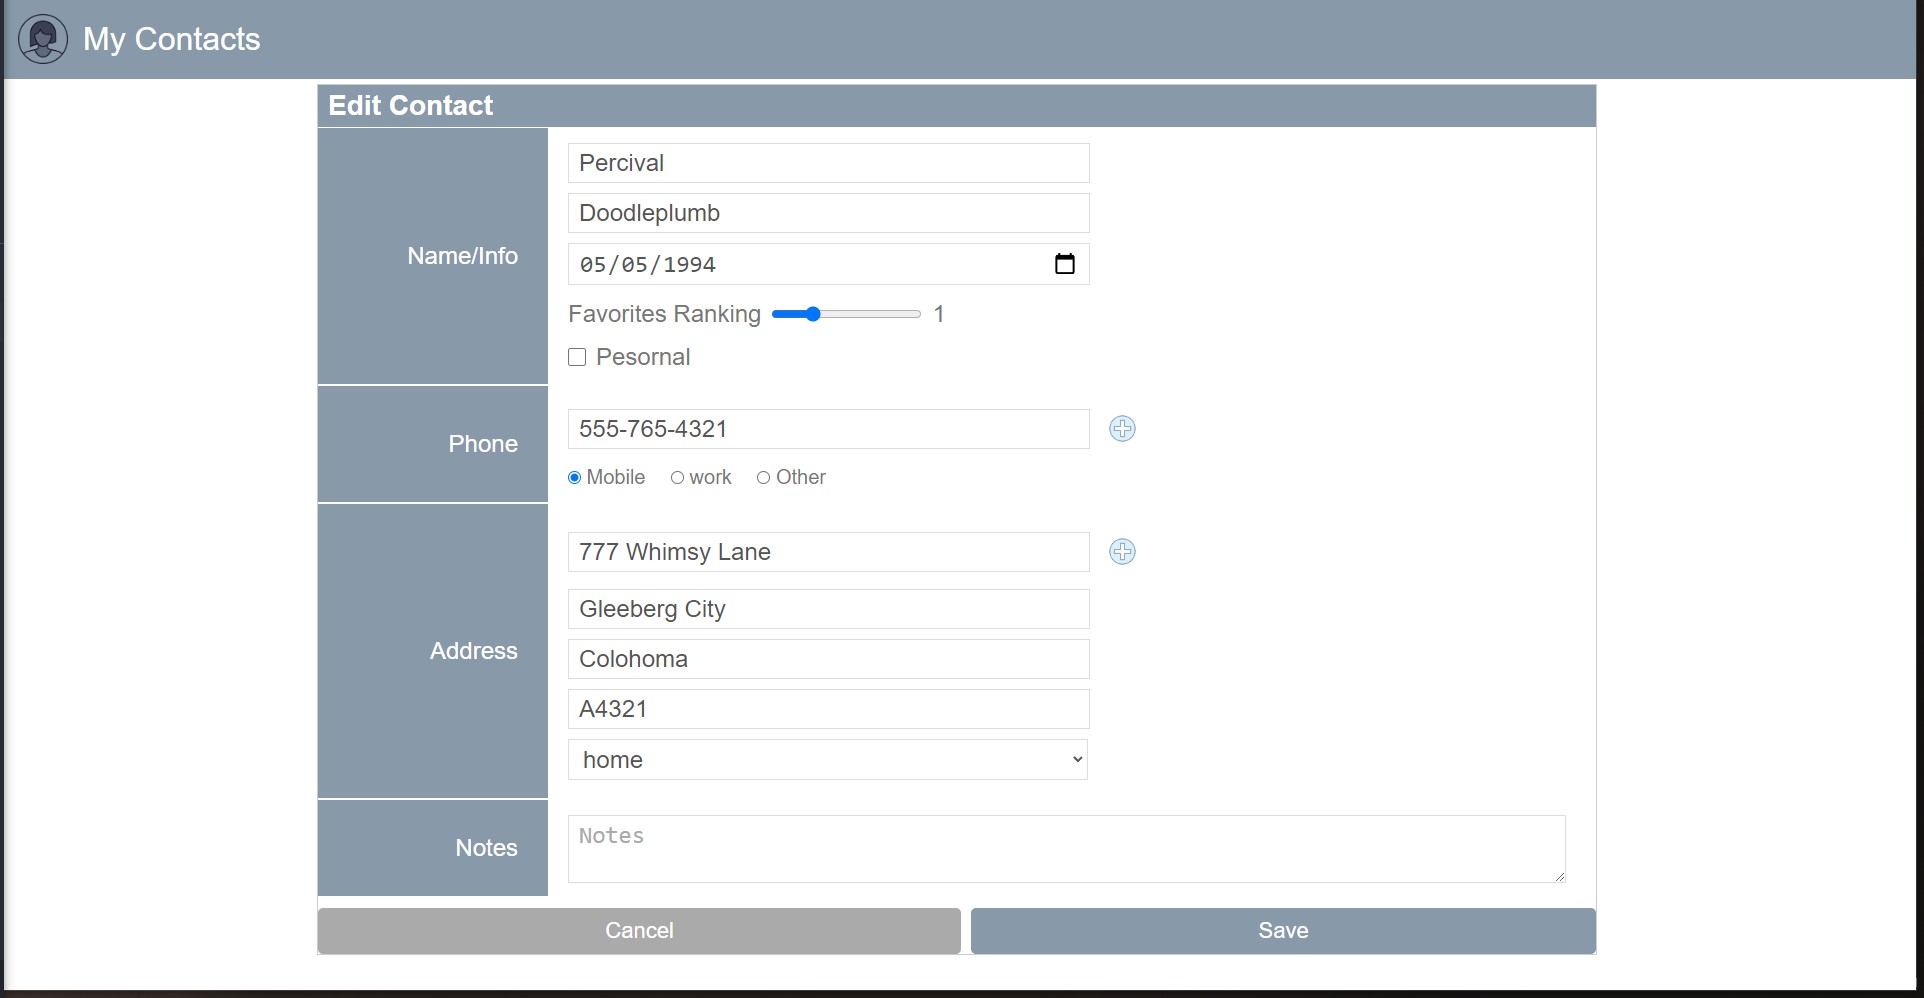 My Contacts
Edit Contact
Name/Info
Percival
Doodleplumb
05/05/1994
Favorites Ranking 1
Pesornal
Phone
555-765-4321
Mobile work Other
Address
777 Whimsy Lane
Gleeberg City
Colohoma
A4321
home
Notes
Notes
Cancel Save